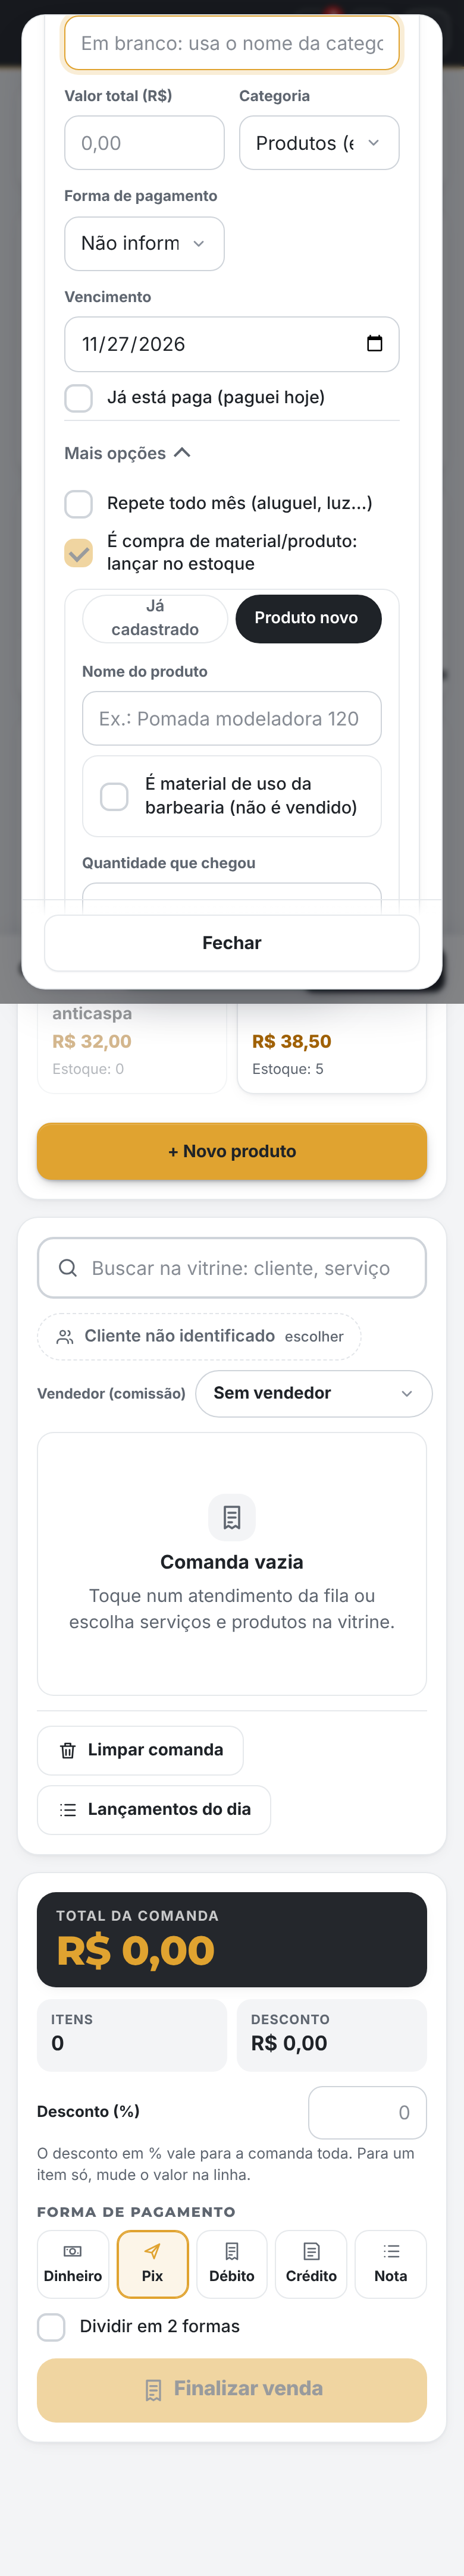 Em branco: usa o nome da catego
Valor total (R$)
Categoria
0,00
Produtos (e
Forma de pagamento
Não inform
Vencimento
11/27/2026
Já está paga (paguei hoje)
Mais opções
Repete todo mês (aluguel, luz...)
É compra de material/produto:
lançar no estoque
Já
cadastrado
Produto novo
Nome do produto
Ex.: Pomada modeladora 120
É material de uso da
barbearia (não é vendido)
Quantidade que chegou
Fechar
anticaspa
R$ 32,00
R$ 38,50
Estoque: 0
Estoque: 5
+ Novo produto
Buscar na vitrine: cliente, serviço
Cliente não identificado escolher
Vendedor (comissão)
Sem vendedor
Comanda vazia
Toque num atendimento da fila ou
escolha serviços e produtos na vitrine.
Limpar comanda
Lançamentos do dia
TOTAL DA COMANDA
R$ 0,00
ITENS
0
DESCONTO
R$ 0,00
Desconto (%)
0
O desconto em % vale para a comanda toda. Para um
item só, mude o valor na linha.
FORMA DE PAGAMENTO
Dinheiro
Pix
Débito
Crédito
Nota
Dividir em 2 formas
Finalizar venda